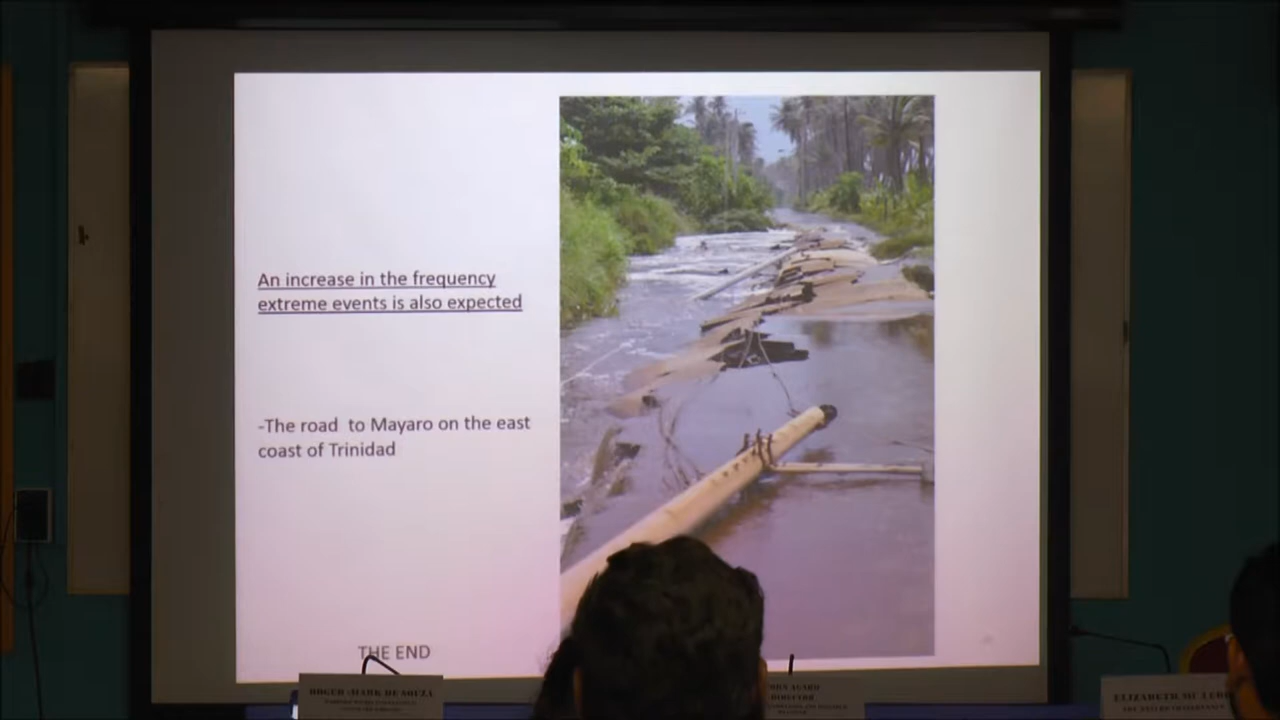 An increase in the frequency
extreme events is also expected
-The road to Mayaro on the east
coast of Trinidad
THE END
ROGER-MARK DE SOUZA
DIRECTOR
ELIZABETH